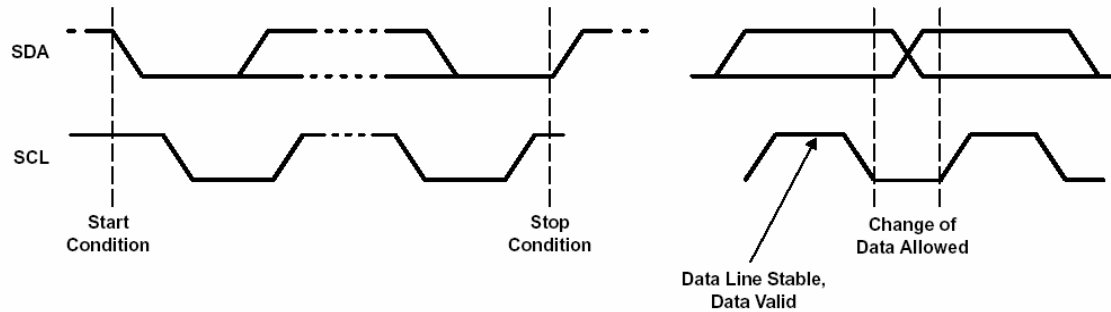 SDA
SCL
Start
Condition
Stop
Condition
Change of
Data Allowed
Data Line Stable,
Data Valid